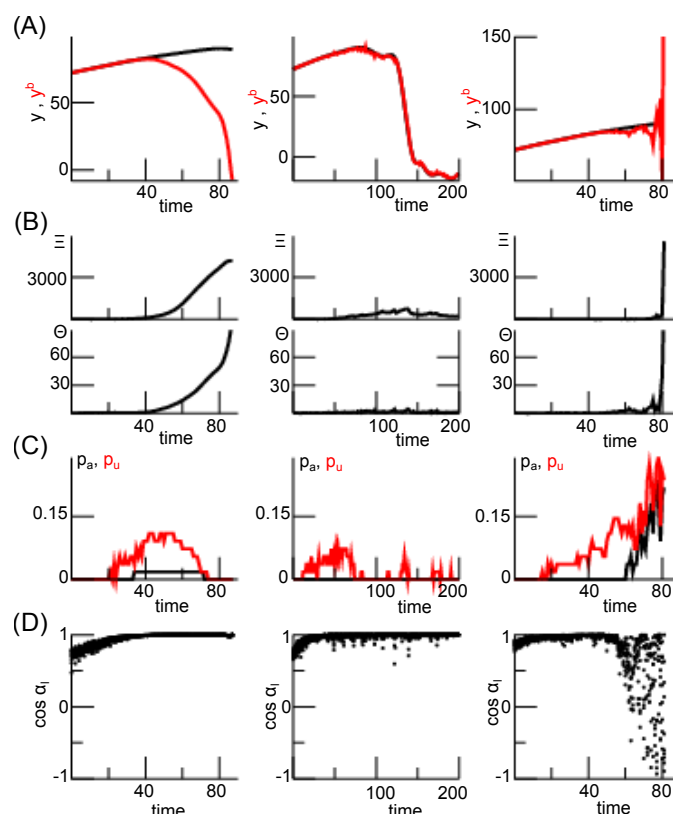 (A)
150
y , y^b
y , y^b
y , y^b
50
50
100
0
0
40
80
100
200
40
80
time
time
time
(B)
Ξ
Ξ
Ξ
3000
3000
3000
Θ
Θ
Θ
60
60
60
30
30
30
40
80
100
200
40
80
time
time
time
(C)
p_a, p_u
p_a, p_u
p_a, p_u
0.15
0.15
0.15
0
0
0
40
80
100
200
40
80
time
time
time
(D)
1
1
1
cos α_l
cos α_l
cos α_l
0
0
0
-1
-1
-1
40
80
100
200
40
80
time
time
time